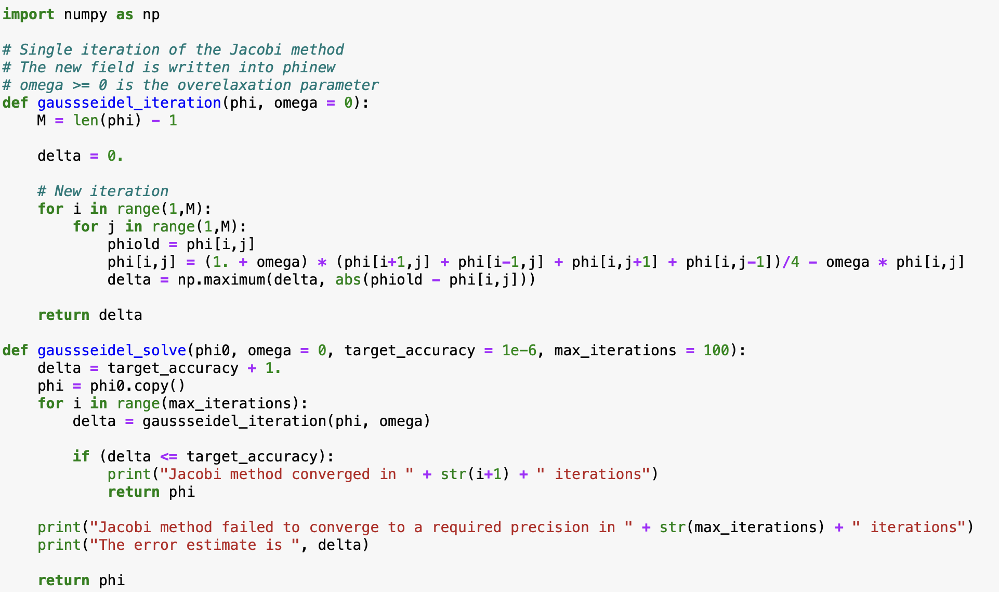 import numpy as np

# Single iteration of the Jacobi method
# The new field is written into phinew
# omega >= 0 is the overelaxation parameter
def gaussseidel_iteration(phi, omega = 0):
    M = len(phi) - 1

    delta = 0.

    # New iteration
    for i in range(1,M):
        for j in range(1,M):
            phiold = phi[i,j]
            phi[i,j] = (1. + omega) * (phi[i+1,j] + phi[i-1,j] + phi[i,j+1] + phi[i,j-1])/4 - omega * phi[i,j]
            delta = np.maximum(delta, abs(phiold - phi[i,j]))

    return delta

def gaussseidel_solve(phi0, omega = 0, target_accuracy = 1e-6, max_iterations = 100):
    delta = target_accuracy + 1.
    phi = phi0.copy()
    for i in range(max_iterations):
        delta = gaussseidel_iteration(phi, omega)

        if (delta <= target_accuracy):
            print("Jacobi method converged in " + str(i+1) + " iterations")
            return phi

    print("Jacobi method failed to converge to a required precision in " + str(max_iterations) + " iterations")
    print("The error estimate is ", delta)

    return phi